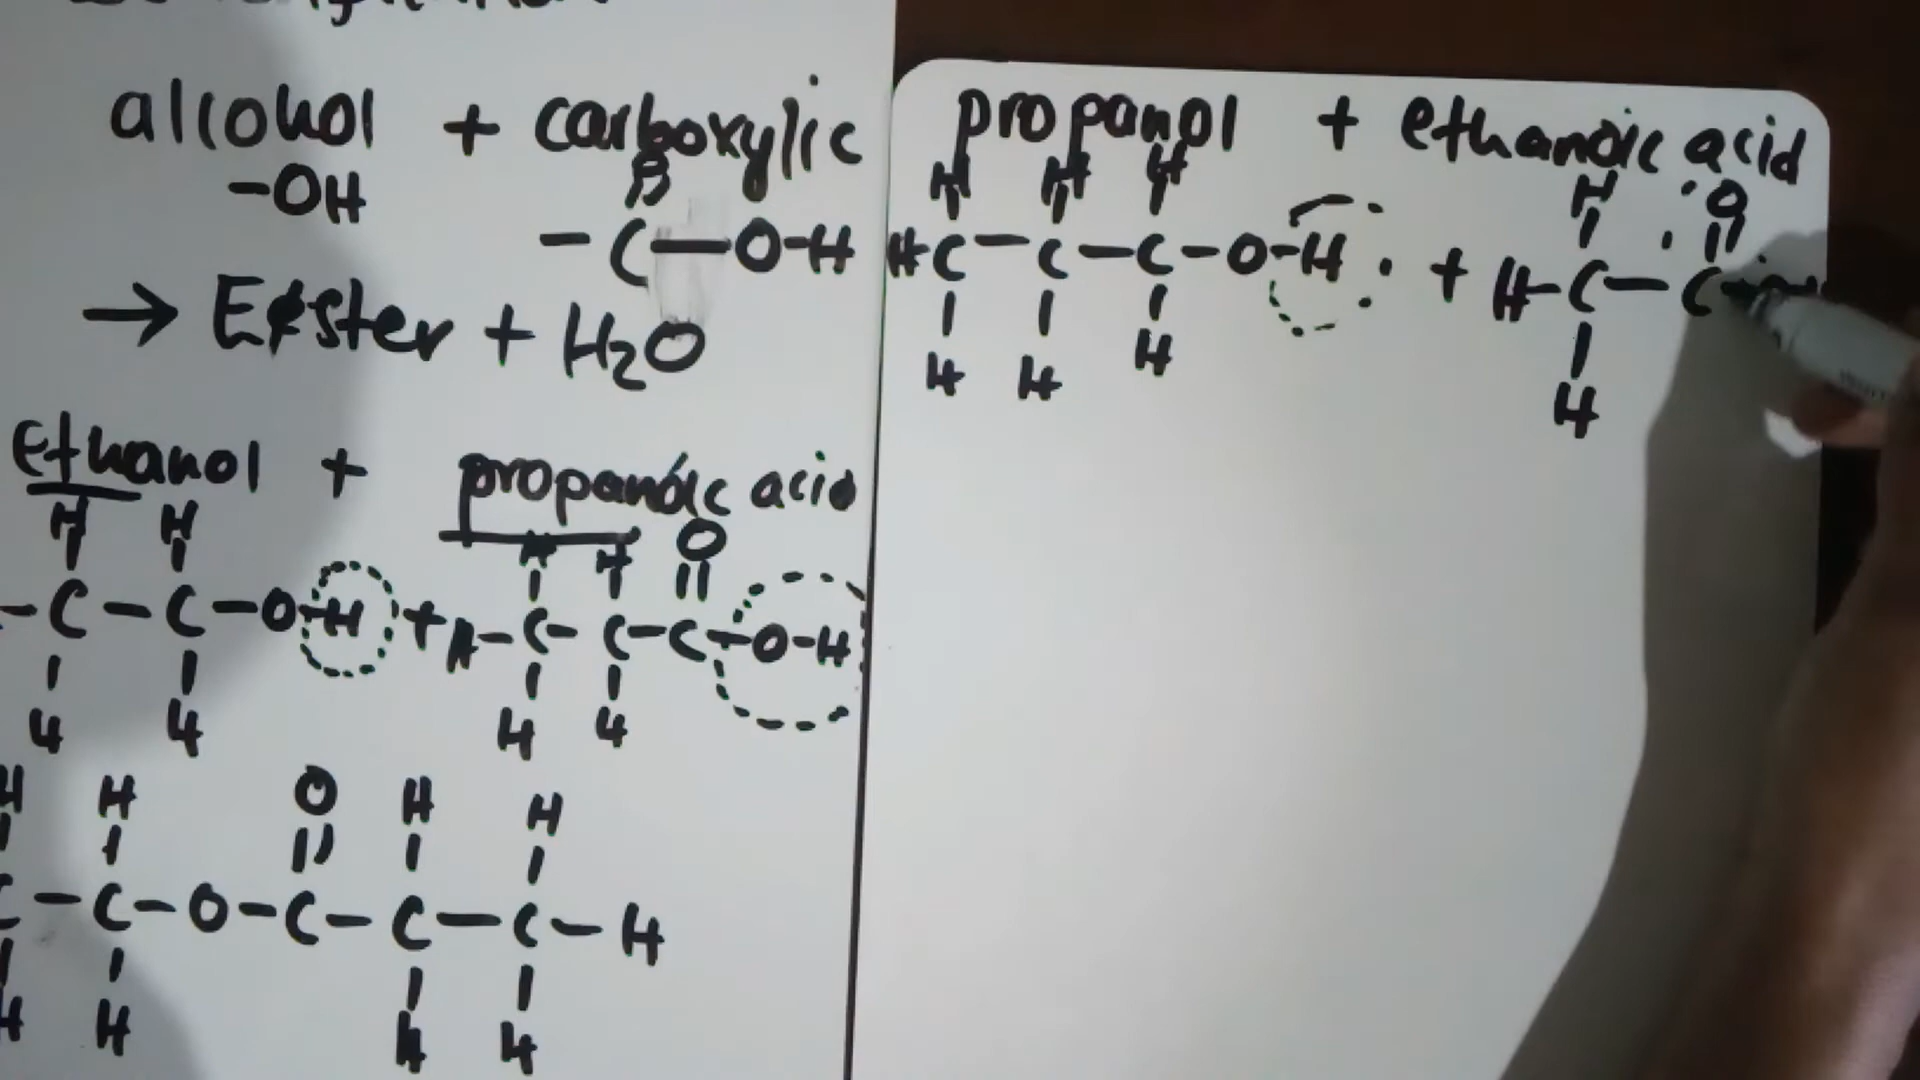 alcohol + carboxylic
-OH
- C - O-H
→ Ester + H2O
ethanol + propanoic acid
H H H H O
- C - C - O-H + H- C - C - C - O-H
H H H H
H H O H H
C - C - O - C - C - C - H
H H H H
propanol + ethanoic acid
H H H H O
H C - C - C - O-H + H- C - C
H H H H